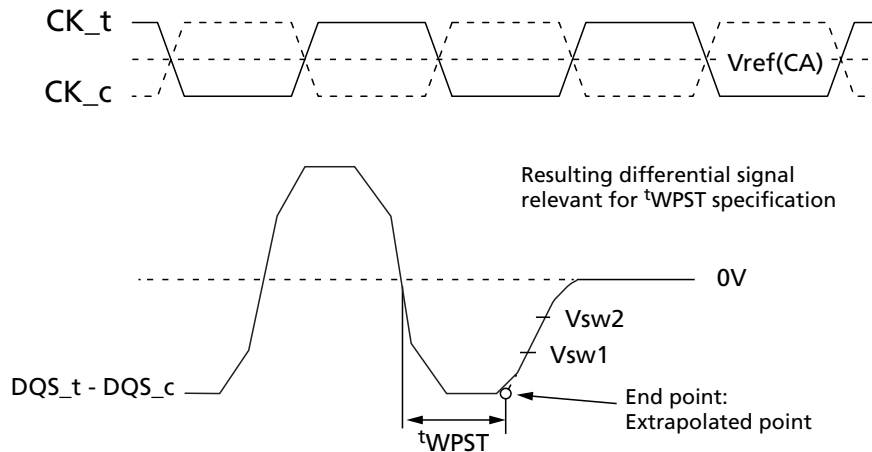 CK_t
Vref(CA)
CK_c
Resulting differential signal
relevant for tWPST specification
0V
Vsw2
Vsw1
DQS_t - DQS_c
End point:
Extrapolated point
tWPST